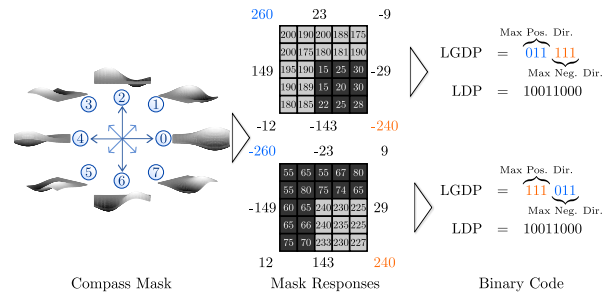 260 23 -9
200 190 200 188 175
200 175 180 181 190
149 195 190 15 25 30 -29
190 190 15 20 30
180 185 22 25 28
-12 -143 -240
Max Pos. Dir.
LGDP = 011 111
Max Neg. Dir.
LDP = 10011000
2
3 1
4 0
5 7
6
-260 -23 9
55 65 55 67 80
55 80 75 74 65
-149 60 65 240 230 225 29
65 66 240 235 225
75 70 233 230 227
12 143 240
Max Pos. Dir.
LGDP = 111 011
Max Neg. Dir.
LDP = 10011000
Compass Mask Mask Responses Binary Code